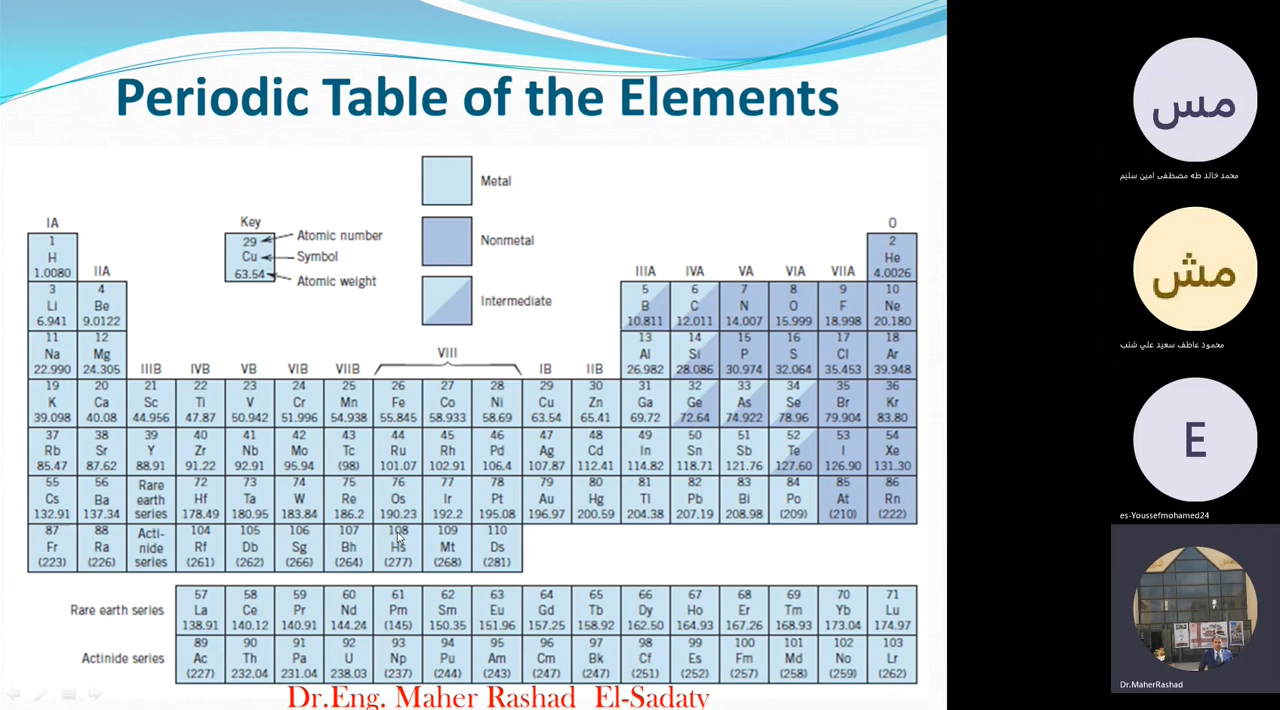 Periodic Table of the Elements
Metal
IA Key Nonmetal O
1 29 Atomic number 2
H Cu Symbol He
1.0080 IIA 63.54 Atomic weight Intermediate IIIA IVA VA VIA VIIA 4.0026
3 4 5 6 7 8 9 10
Li Be B C N O F Ne
6.941 9.0122 10.811 12.011 14.007 15.999 18.998 20.180
11 12 13 14 15 16 17 18
Na Mg VIII Al Si P S Cl Ar
22.990 24.305 IIIB IVB VB VIB VIIB IB IIB 26.982 28.086 30.974 32.064 35.453 39.948
19 20 21 22 23 24 25 26 27 28 29 30 31 32 33 34 35 36
K Ca Sc Ti V Cr Mn Fe Co Ni Cu Zn Ga Ge As Se Br Kr
39.098 40.08 44.956 47.87 50.942 51.996 54.938 55.845 58.933 58.69 63.54 65.41 69.72 72.64 74.922 78.96 79.904 83.80
37 38 39 40 41 42 43 44 45 46 47 48 49 50 51 52 53 54
Rb Sr Y Zr Nb Mo Tc Ru Rh Pd Ag Cd In Sn Sb Te I Xe
85.47 87.62 88.91 91.22 92.91 95.94 (98) 101.07 102.91 106.4 107.87 112.41 114.82 118.71 121.76 127.60 126.90 131.30
55 56 Rare 72 73 74 75 76 77 78 79 80 81 82 83 84 85 86
Cs Ba earth Hf Ta W Re Os Ir Pt Au Hg Tl Pb Bi Po At Rn
132.91 137.34 series 178.49 180.95 183.84 186.2 190.23 192.2 195.08 196.97 200.59 204.38 207.19 208.98 (209) (210) (222)
87 88 Acti- 104 105 106 107 108 109 110
Fr Ra nide Rf Db Sg Bh Hs Mt Ds
(223) (226) series (261) (262) (266) (264) (277) (268) (281)
57 58 59 60 61 62 63 64 65 66 67 68 69 70 71
Rare earth series La Ce Pr Nd Pm Sm Eu Gd Tb Dy Ho Er Tm Yb Lu
138.91 140.12 140.91 144.24 (145) 150.35 151.96 157.25 158.92 162.50 164.93 167.26 168.93 173.04 174.97
89 90 91 92 93 94 95 96 97 98 99 100 101 102 103
Actinide series Ac Th Pa U Np Pu Am Cm Bk Cf Es Fm Md No Lr
(227) 232.04 231.04 238.03 (237) (244) (243) (247) (247) (251) (252) (257) (258) (259) (262)
Dr.Eng. Maher Rashad El-Sadaty
مس
محمد خالد طه مصطفى امين سليم
مش
محمود عاطف سعيد علي شنب
E
es-Youssefmohamed24
Dr.MaherRashad